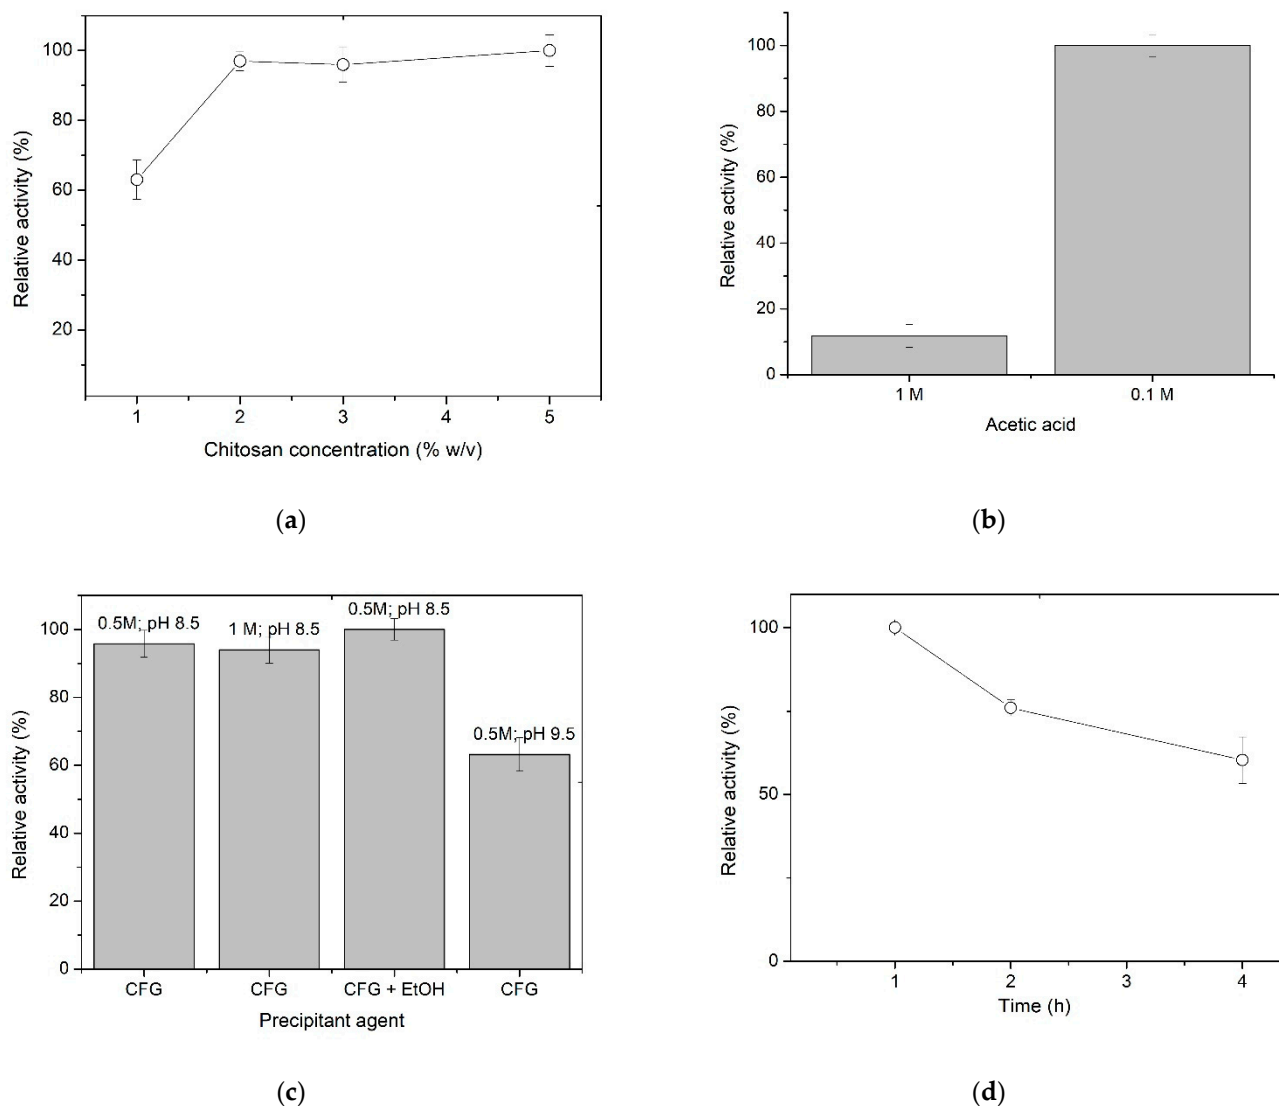 100
80
60
40
20
Relative activity (%)
1 2 3 4 5
Chitosan concentration (% w/v)
(a)
100
80
60
40
20
0
Relative activity (%)
1 M 0.1 M
Acetic acid
(b)
0.5M; pH 8.5
1 M; pH 8.5
0.5M; pH 8.5
0.5M; pH 9.5
100
80
60
40
20
0
Relative activity (%)
CFG CFG CFG + EtOH CFG
Precipitant agent
(c)
100
50
0
Relative activity (%)
1 2 3 4
Time (h)
(d)